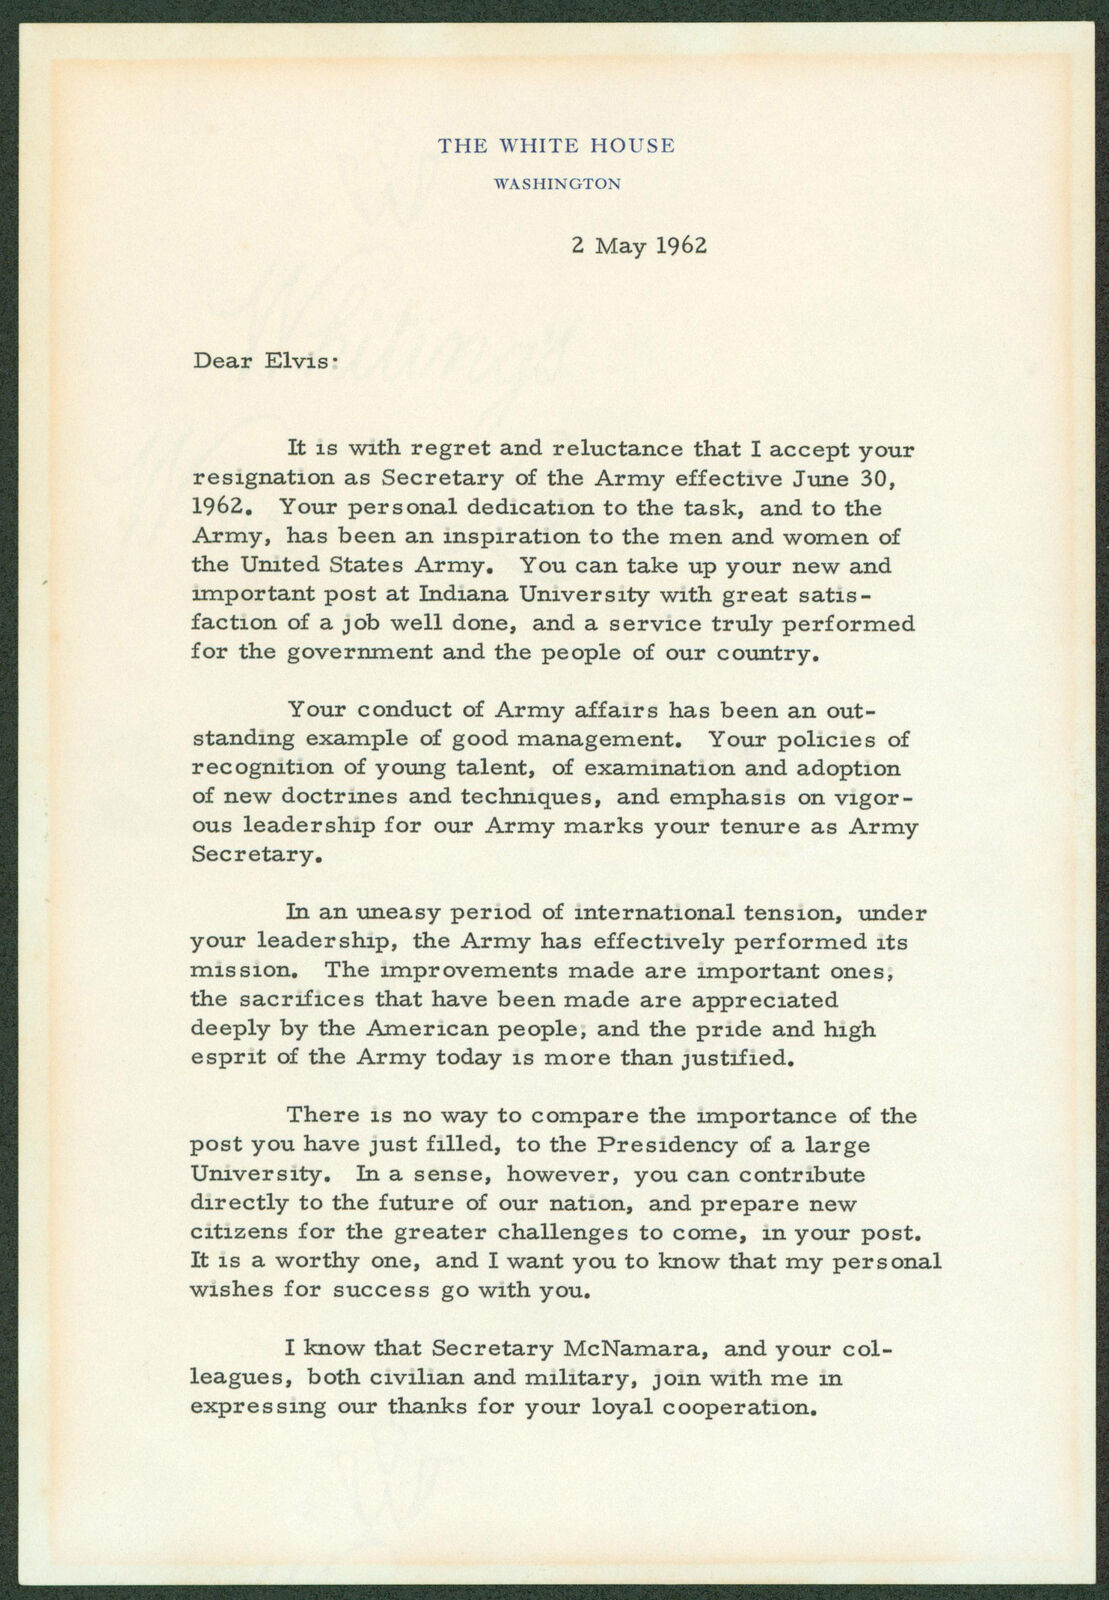 THE WHITE HOUSE
WASHINGTON
2 May 1962
Dear Elvis:
It is with regret and reluctance that I accept your
resignation as Secretary of the Army effective June 30,
1962. Your personal dedication to the task, and to the
Army, has been an inspiration to the men and women of
the United States Army. You can take up your new and
important post at Indiana University with great satis-
faction of a job well done, and a service truly performed
for the government and the people of our country.
Your conduct of Army affairs has been an out-
standing example of good management. Your policies of
recognition of young talent, of examination and adoption
of new doctrines and techniques, and emphasis on vigor-
ous leadership for our Army marks your tenure as Army
Secretary.
In an uneasy period of international tension, under
your leadership, the Army has effectively performed its
mission. The improvements made are important ones;
the sacrifices that have been made are appreciated
deeply by the American people; and the pride and high
esprit of the Army today is more than justified.
There is no way to compare the importance of the
post you have just filled, to the Presidency of a large
University. In a sense, however, you can contribute
directly to the future of our nation, and prepare new
citizens for the greater challenges to come, in your post.
It is a worthy one, and I want you to know that my personal
wishes for success go with you.
I know that Secretary McNamara, and your col-
leagues, both civilian and military, join with me in
expressing our thanks for your loyal cooperation.